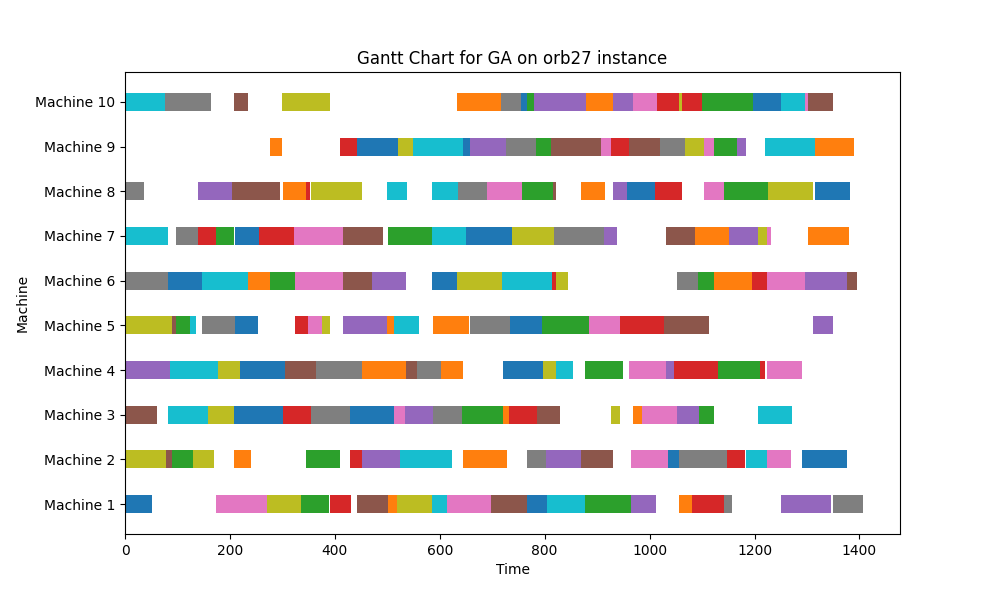 Gantt Chart for GA on orb27 instance
Machine 10
Machine 9
Machine 8
Machine 7
Machine 6
Machine 5
Machine 4
Machine 3
Machine 2
Machine 1
Machine
0 200 400 600 800 1000 1200 1400
Time